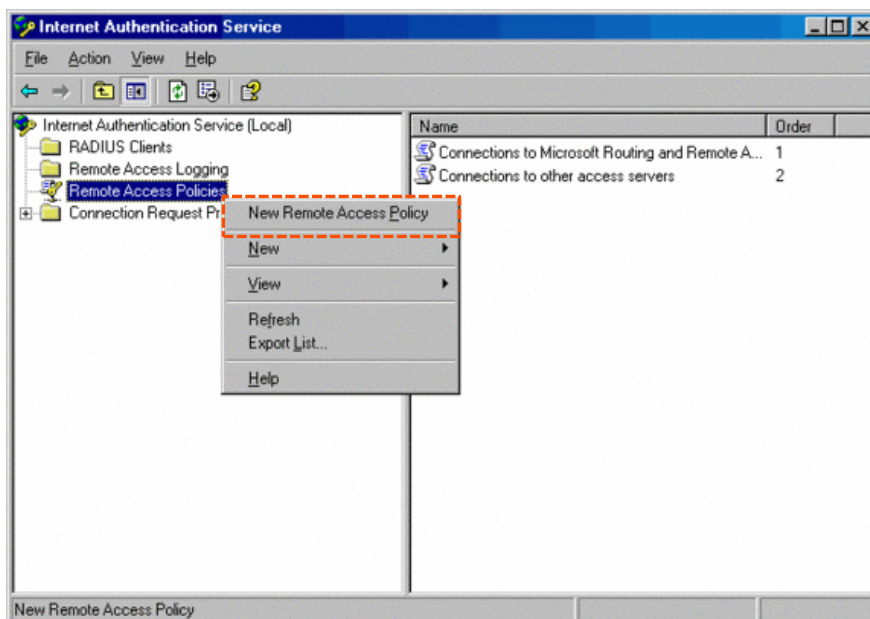 Internet Authentication Service
File Action View Help
Internet Authentication Service (Local)
RADIUS Clients
Remote Access Logging
Remote Access Policies
Connection Request Pr
New Remote Access Policy
New
View
Refresh
Export List...
Help
Name Order
Connections to Microsoft Routing and Remote A... 1
Connections to other access servers 2
New Remote Access Policy